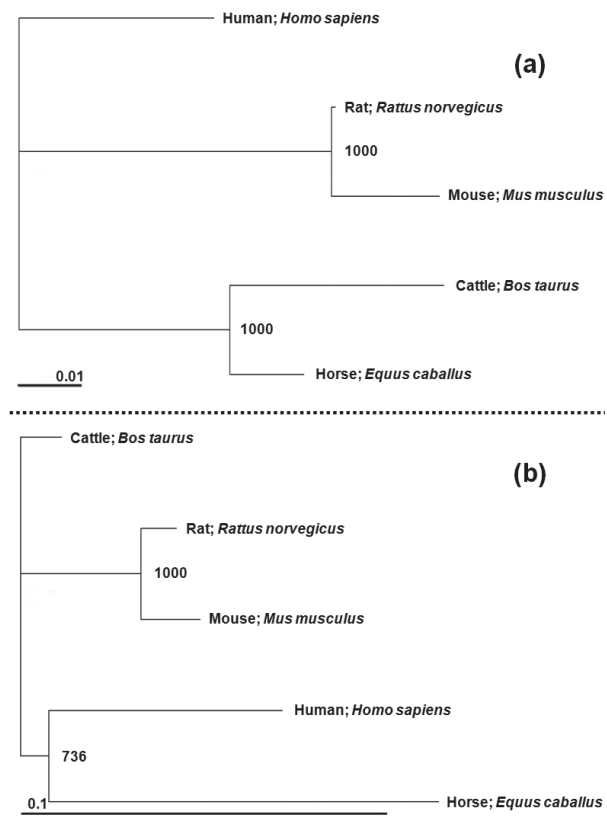 Human; Homo sapiens
(a)
Rat; Rattus norvegicus
1000
Mouse; Mus musculus
Cattle; Bos taurus
1000
Horse; Equus caballus
0.01
Cattle; Bos taurus
(b)
Rat; Rattus norvegicus
1000
Mouse; Mus musculus
Human; Homo sapiens
736
Horse; Equus caballus
0.1